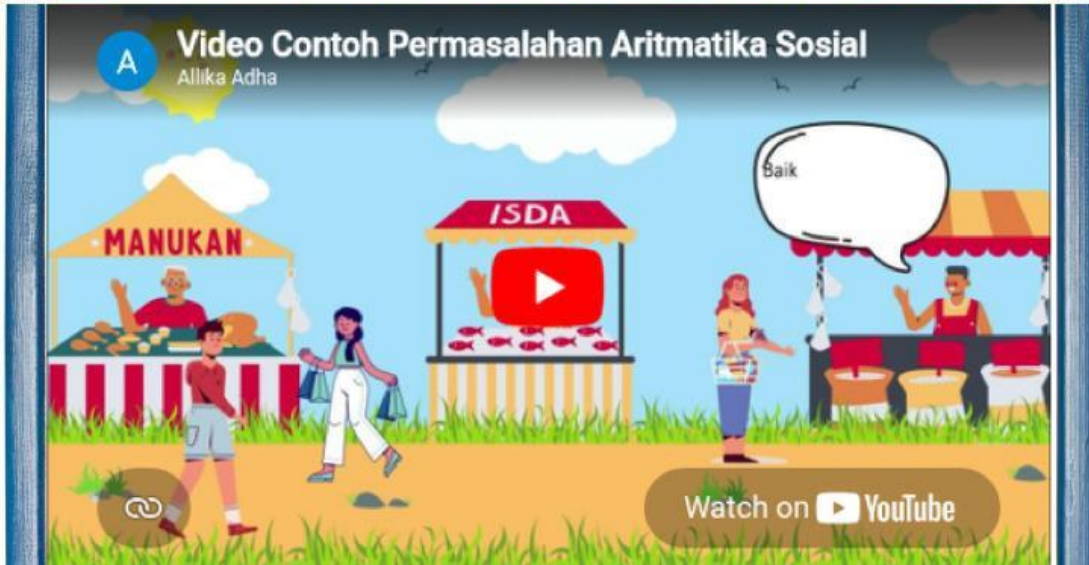 A
Video Contoh Permasalahan Aritmatika Sosial
Allika Adha
Baik
MANUKAN
ISDA
Watch on YouTube